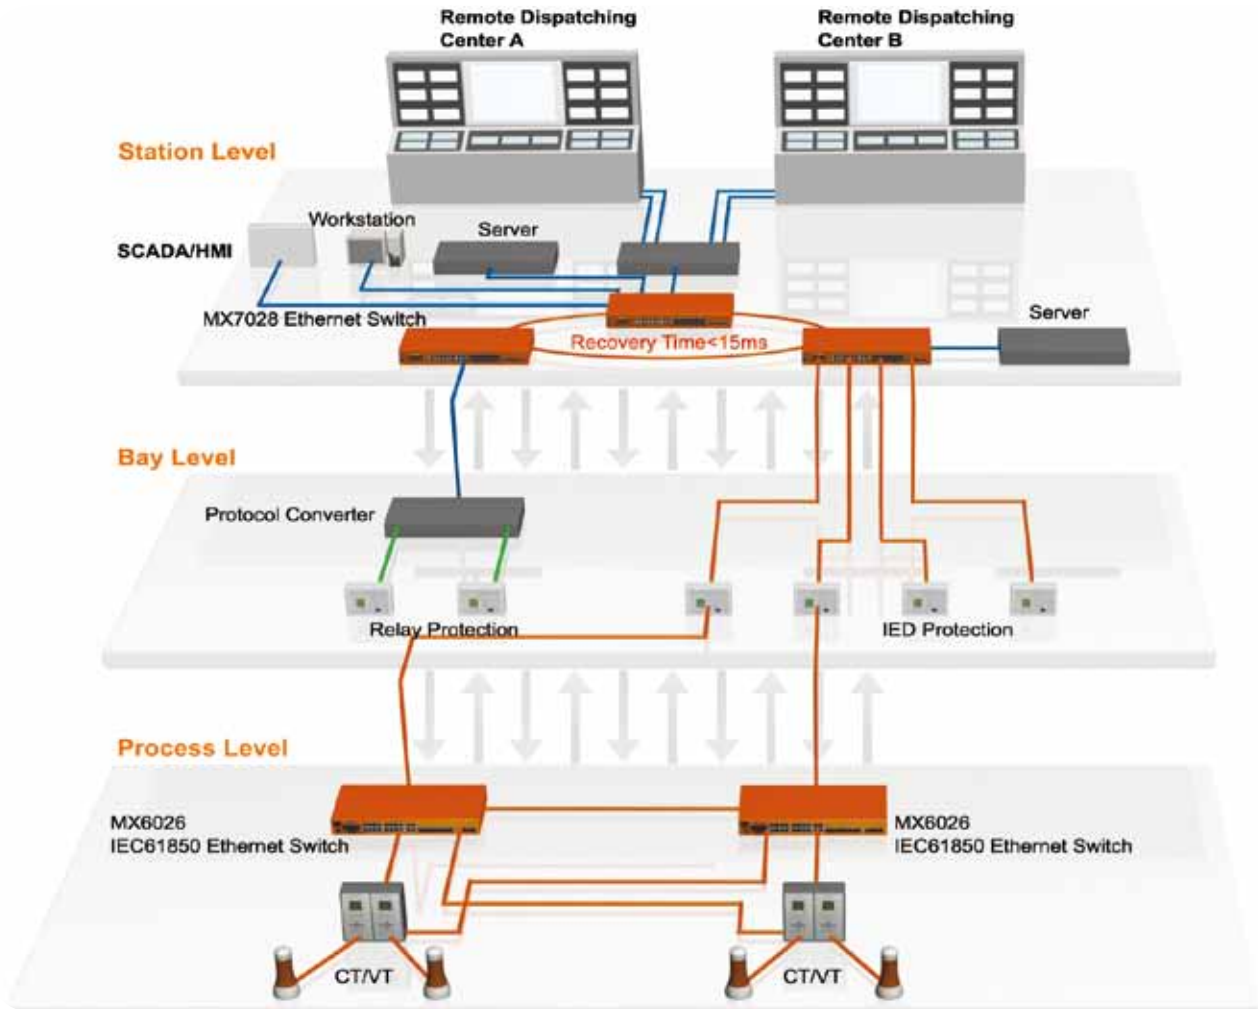 Remote Dispatching
Center A
Remote Dispatching
Center B
Station Level
Workstation
Server
SCADA/HMI
MX7028 Ethernet Switch
Server
Recovery Time<15ms
Bay Level
Protocol Converter
Relay Protection
IED Protection
Process Level
MX6026
IEC61850 Ethernet Switch
MX6026
IEC61850 Ethernet Switch
CT/VT
CT/VT